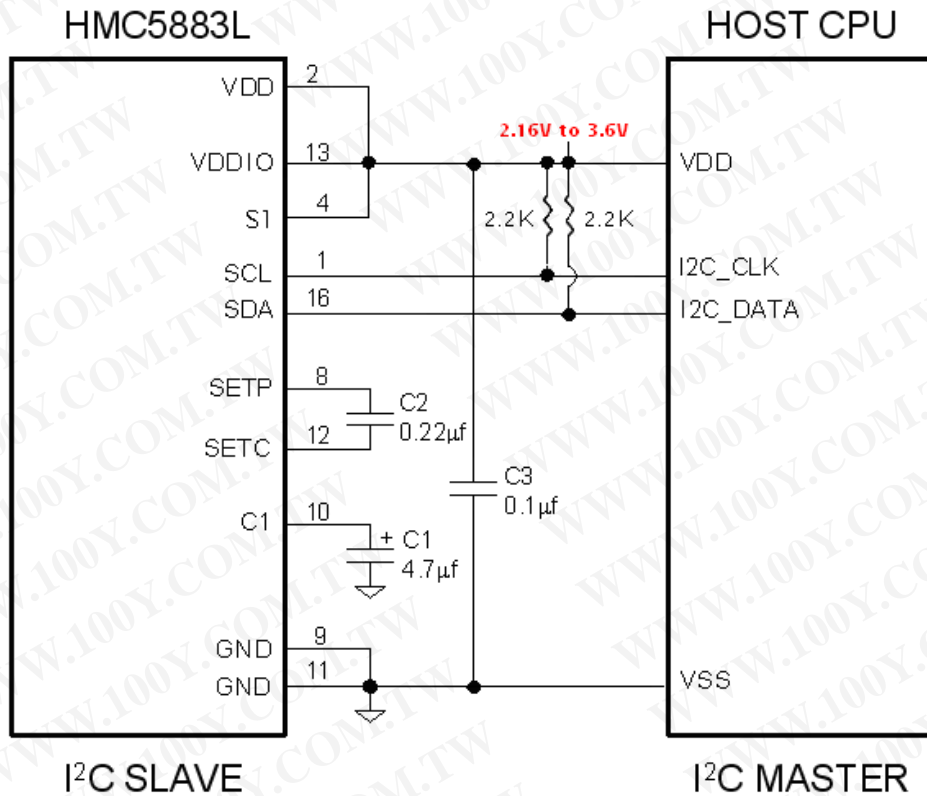 HMC5883L
HOST CPU
VDD 2
VDDIO 13
S1 4
SCL 1
SDA 16
SETP 8
SETC 12
C1 10
GND 9
GND 11
2.16V to 3.6V
2.2K
2.2K
C2
0.22µf
+ C1
4.7µf
C3
0.1µf
VDD
I2C_CLK
I2C_DATA
VSS
I²C SLAVE
I²C MASTER
WWW.100Y.COM.TW